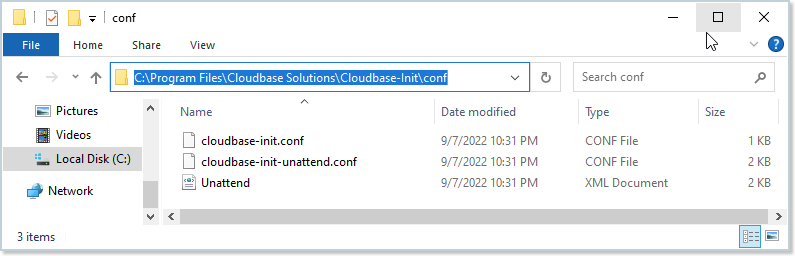 conf
File Home Share View
C:\Program Files\Cloudbase Solutions\Cloudbase-Init\conf Search conf
Pictures
Videos
Local Disk (C:)
Network
Name Date modified Type Size
cloudbase-init.conf 9/7/2022 10:31 PM CONF File 1 KB
cloudbase-init-unattend.conf 9/7/2022 10:31 PM CONF File 2 KB
Unattend 9/7/2022 10:31 PM XML Document 2 KB
3 items